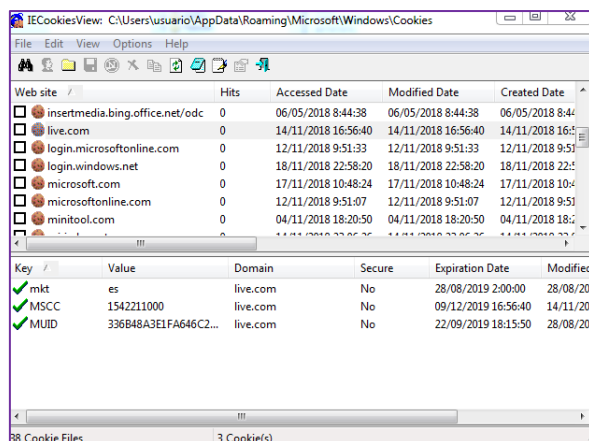 IECookiesView: C:\Users\usuario\AppData\Roaming\Microsoft\Windows\Cookies
File Edit View Options Help
Web site / Hits Accessed Date Modified Date Created Date
insertmedia.bing.office.net/odc 0 06/05/2018 8:44:38 06/05/2018 8:44:38 06/05/2018 8:44
live.com 0 14/11/2018 16:56:40 14/11/2018 16:56:40 14/11/2018 16:5
login.microsoftonline.com 0 12/11/2018 9:51:33 12/11/2018 9:51:33 12/11/2018 9:51
login.windows.net 0 18/11/2018 22:58:20 18/11/2018 22:58:20 18/11/2018 22:5
microsoft.com 0 17/11/2018 10:48:24 17/11/2018 10:48:24 17/11/2018 10:4
microsoftonline.com 0 12/11/2018 9:51:07 12/11/2018 9:51:07 12/11/2018 9:51
minitool.com 0 04/11/2018 18:20:50 04/11/2018 18:20:50 04/11/2018 18:2
Key / Value Domain Secure Expiration Date Modified
mkt es live.com No 28/08/2019 2:00:00 28/08/20
MSCC 1542211000 live.com No 09/12/2019 16:56:40 14/11/20
MUID 336B48A3E1FA646C2... live.com No 22/09/2019 18:15:50 28/08/20
38 Cookie Files 3 Cookie(s)